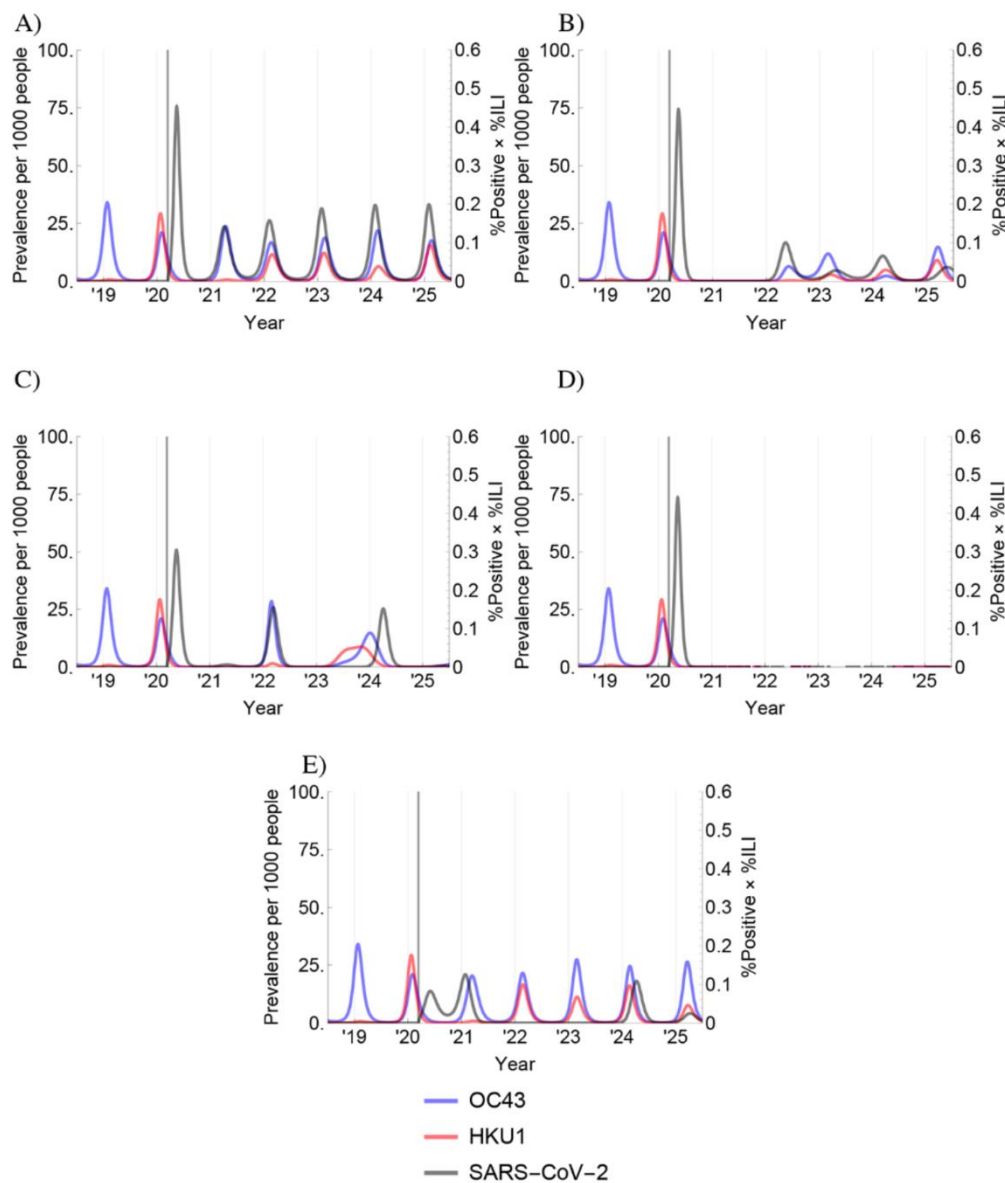 A)
B)
Prevalence per 1000 people
100.
75.
50.
25.
0.
'19 '20 '21 '22 '23 '24 '25
Year
0.6
0.5
0.4
0.3
0.2
0.1
0
%Positive × %ILI
Prevalence per 1000 people
100.
75.
50.
25.
0.
'19 '20 '21 '22 '23 '24 '25
Year
0.6
0.5
0.4
0.3
0.2
0.1
0
%Positive × %ILI
C)
D)
Prevalence per 1000 people
100.
75.
50.
25.
0.
'19 '20 '21 '22 '23 '24 '25
Year
0.6
0.5
0.4
0.3
0.2
0.1
0
%Positive × %ILI
Prevalence per 1000 people
100.
75.
50.
25.
0.
'19 '20 '21 '22 '23 '24 '25
Year
0.6
0.5
0.4
0.3
0.2
0.1
0
%Positive × %ILI
E)
Prevalence per 1000 people
100.
75.
50.
25.
0.
'19 '20 '21 '22 '23 '24 '25
Year
0.6
0.5
0.4
0.3
0.2
0.1
0
%Positive × %ILI
OC43
HKU1
SARS–CoV–2